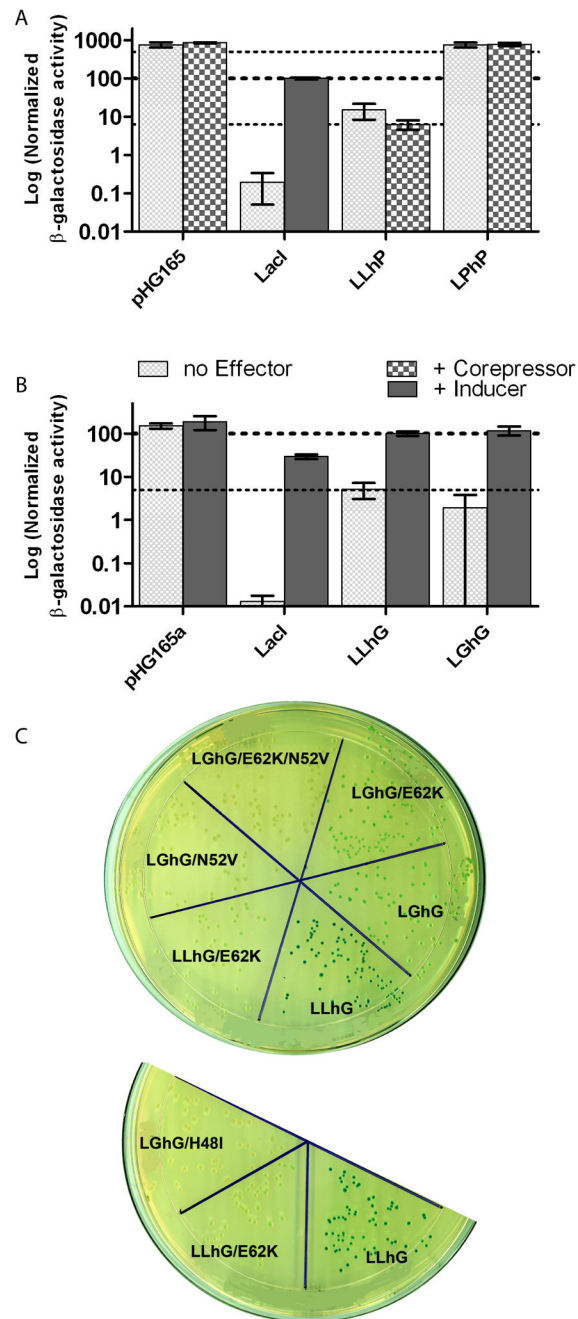 A
Log (Normalized
β-galactosidase activity)
1000
100
10
1
0.1
0.01
pHG165
LacI
LLhP
LPhP
no Effector
+ Corepressor
+ Inducer
B
Log (Normalized
β-galactosidase activity)
100
10
1
0.1
0.01
pHG165a
LacI
LLhG
LGhG
C
LGhG/E62K/N52V
LGhG/E62K
LGhG/N52V
LGhG
LLhG/E62K
LLhG
LGhG/H48I
LLhG/E62K
LLhG